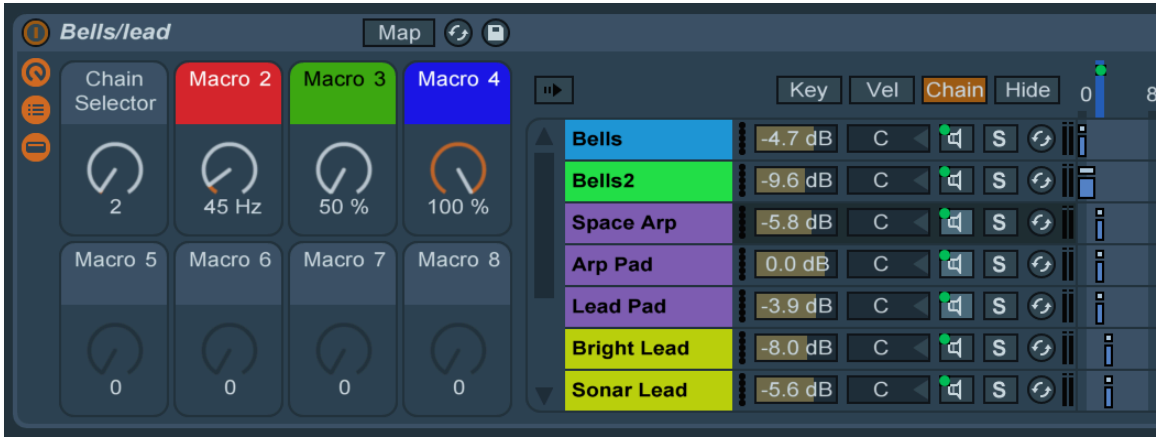 Bells/lead Map
Chain Selector Macro 2 Macro 3 Macro 4
2 45 Hz 50 % 100 %
Macro 5 Macro 6 Macro 7 Macro 8
0 0 0 0
Key Vel Chain Hide 0 8
Bells -4.7 dB C S
Bells2 -9.6 dB C S
Space Arp -5.8 dB C S
Arp Pad 0.0 dB C S
Lead Pad -3.9 dB C S
Bright Lead -8.0 dB C S
Sonar Lead -5.6 dB C S